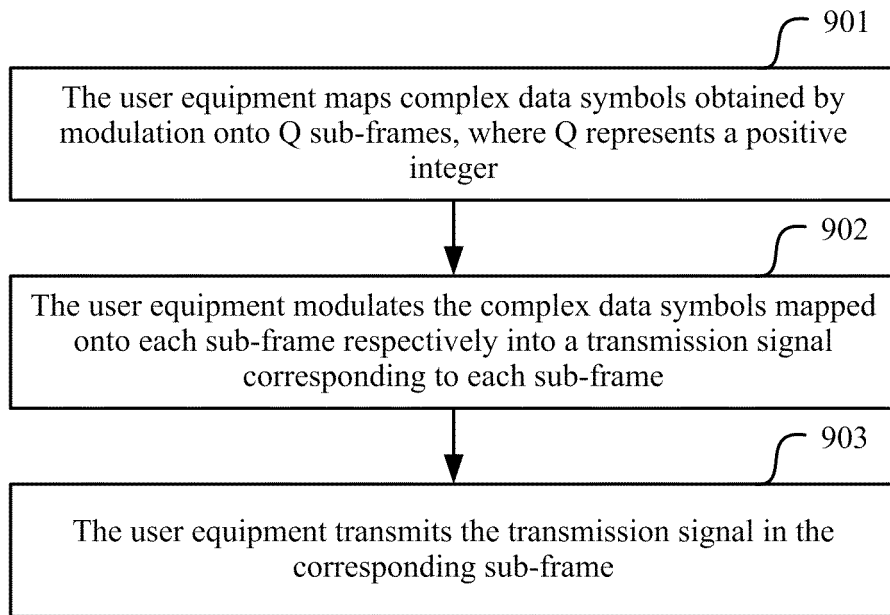 901
The user equipment maps complex data symbols obtained by
modulation onto Q sub-frames, where Q represents a positive
integer
902
The user equipment modulates the complex data symbols mapped
onto each sub-frame respectively into a transmission signal
corresponding to each sub-frame
903
The user equipment transmits the transmission signal in the
corresponding sub-frame